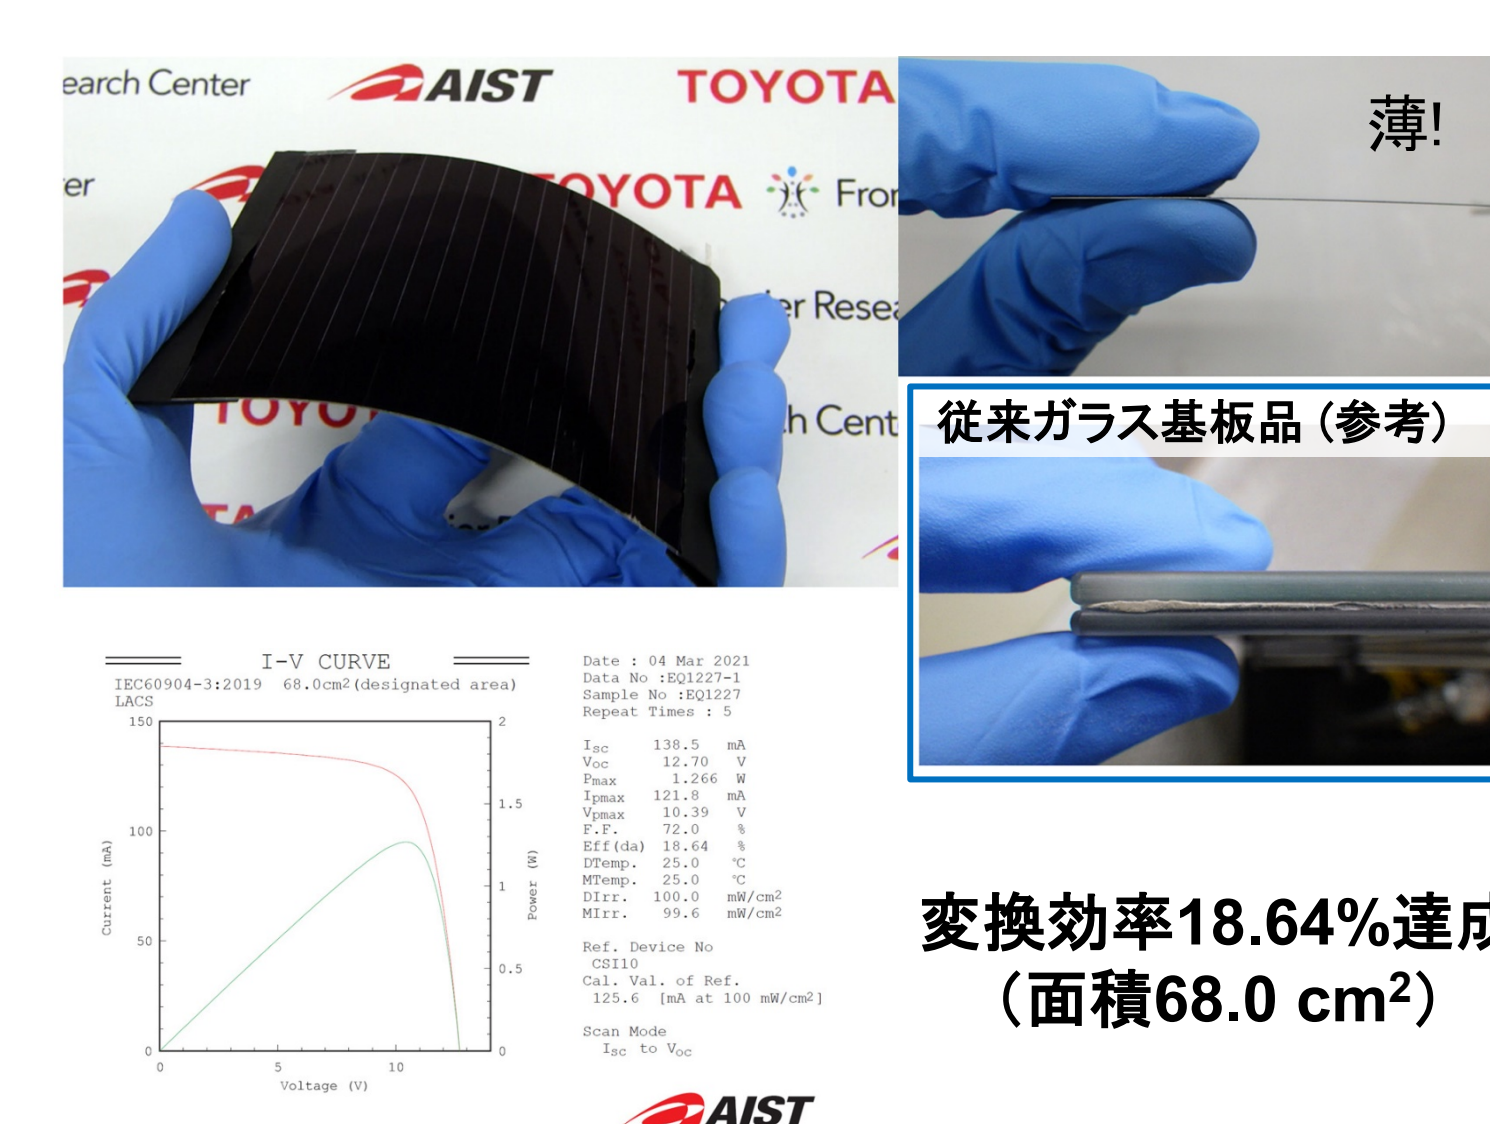 earch Center
AIST
TOYOTA
er
OYOTA
Fron
er Resea
TOYO
h Cent
TA
薄!
従来ガラス基板品（参考）
I-V CURVE
IEC60904-3:2019 68.0cm2(designated area)
LACS
150
100
50
0
2
1.5
1
0.5
0
0
5
10
Current (mA)
Power (W)
Voltage (V)
Date : 04 Mar 2021
Data No :EQ1227-1
Sample No :EQ1227
Repeat Times : 5
Isc 138.5 mA
Voc 12.70 V
Pmax 1.266 W
Ipmax 121.8 mA
Vpmax 10.39 V
F.F. 72.0 %
Eff(da) 18.64 %
DTemp. 25.0 ℃
MTemp. 25.0 ℃
DIrr. 100.0 mW/cm2
MIrr. 99.6 mW/cm2
Ref. Device No
CSI10
Cal. Val. of Ref.
125.6 [mA at 100 mW/cm2]
Scan Mode
Isc to Voc
変換効率18.64%達成
（面積68.0 cm2）
AIST